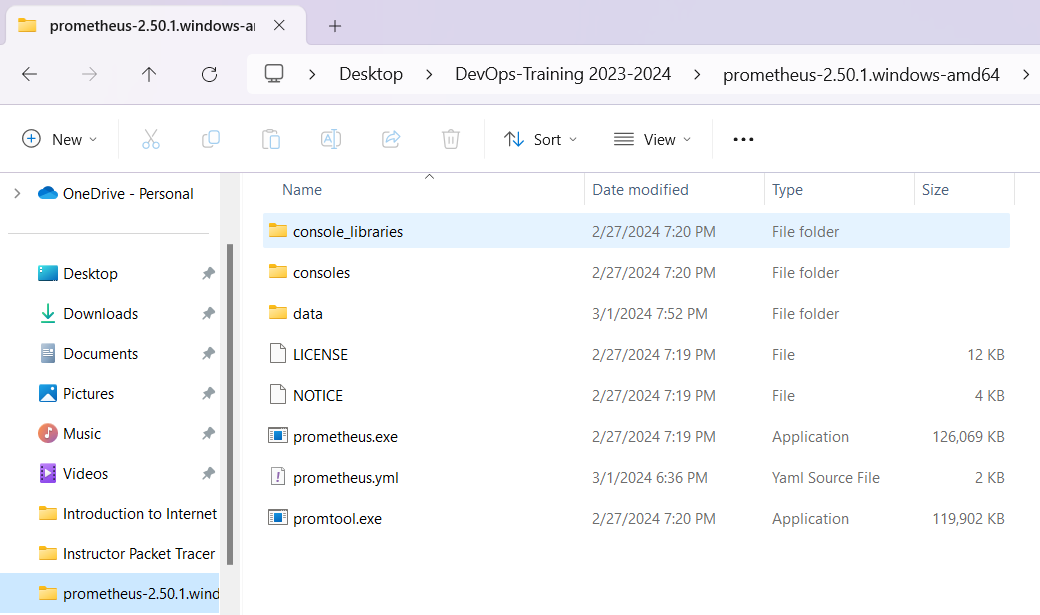 prometheus-2.50.1.windows-ar
Desktop > DevOps-Training 2023-2024 > prometheus-2.50.1.windows-amd64 >
New Sort View
Name Date modified Type Size
OneDrive - Personal
Desktop
Downloads
Documents
Pictures
Music
Videos
Introduction to Internet
Instructor Packet Tracer
prometheus-2.50.1.wind
console_libraries 2/27/2024 7:20 PM File folder
consoles 2/27/2024 7:20 PM File folder
data 3/1/2024 7:52 PM File folder
LICENSE 2/27/2024 7:19 PM File 12 KB
NOTICE 2/27/2024 7:19 PM File 4 KB
prometheus.exe 2/27/2024 7:19 PM Application 126,069 KB
prometheus.yml 3/1/2024 6:36 PM Yaml Source File 2 KB
promtool.exe 2/27/2024 7:20 PM Application 119,902 KB